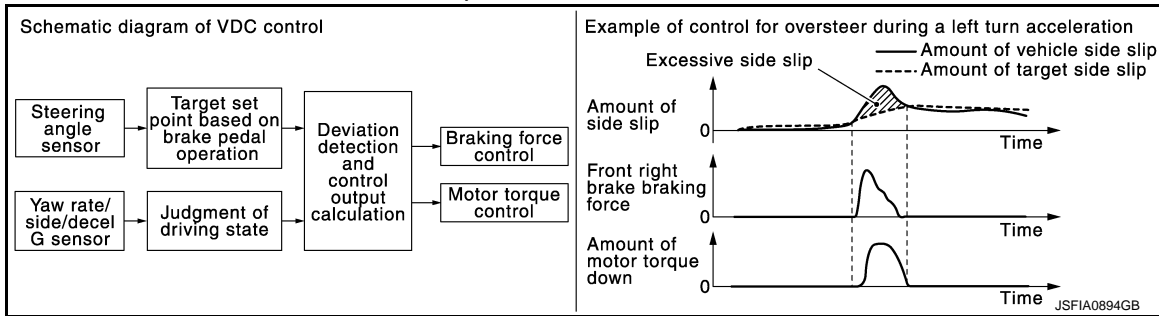 Schematic diagram of VDC control
Steering
angle
sensor
Target set
point based on
brake pedal
operation
Yaw rate/
side/decel
G sensor
Judgment of
driving state
Deviation
detection
and
control
output
calculation
Braking force
control
Motor torque
control
Example of control for oversteer during a left turn acceleration
Excessive side slip
Amount of vehicle side slip
Amount of target side slip
Amount of
side slip
0
Time
Front right
brake braking
force
0
Time
Amount of
motor torque
down
0
Time
JSFIA0894GB